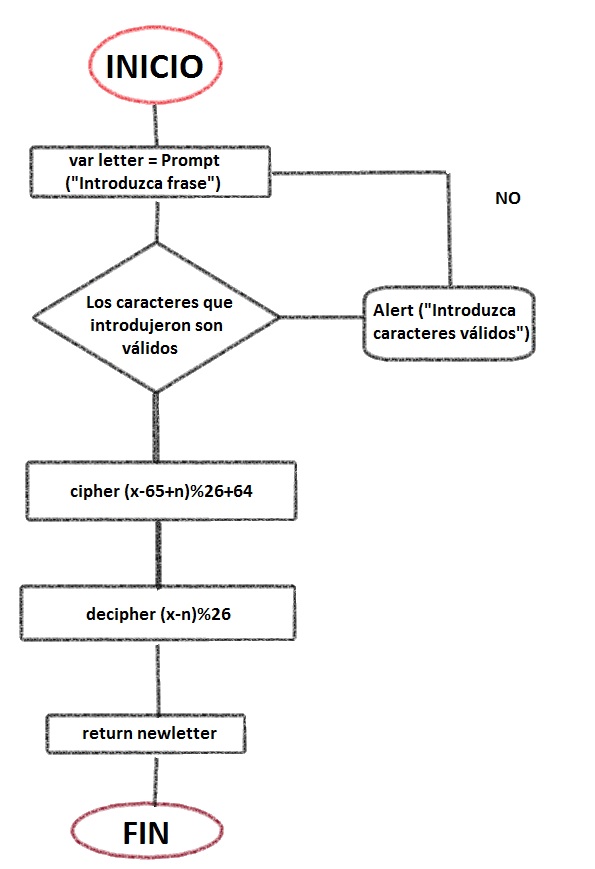 INICIO
var letter = Prompt
("Introduzca frase")
NO
Los caracteres que
introdujeron son
válidos
Alert ("Introduzca
caracteres válidos")
cipher (x-65+n)%26+64
decipher (x-n)%26
return newletter
FIN